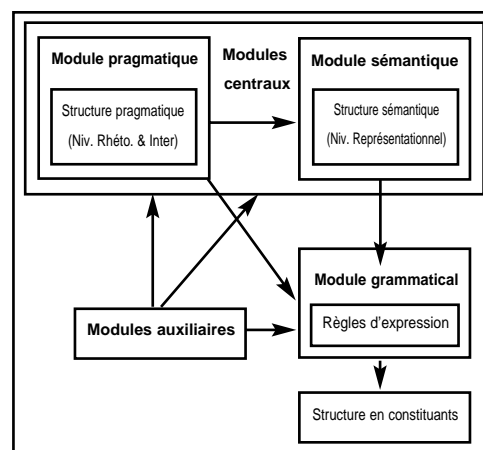 Module pragmatique
Structure pragmatique
(Niv. Rhéto. & Inter)
Modules
centraux
Module sémantique
Structure sémantique
(Niv. Représentationnel)
Module grammatical
Règles d'expression
Modules auxiliaires
Structure en constituants